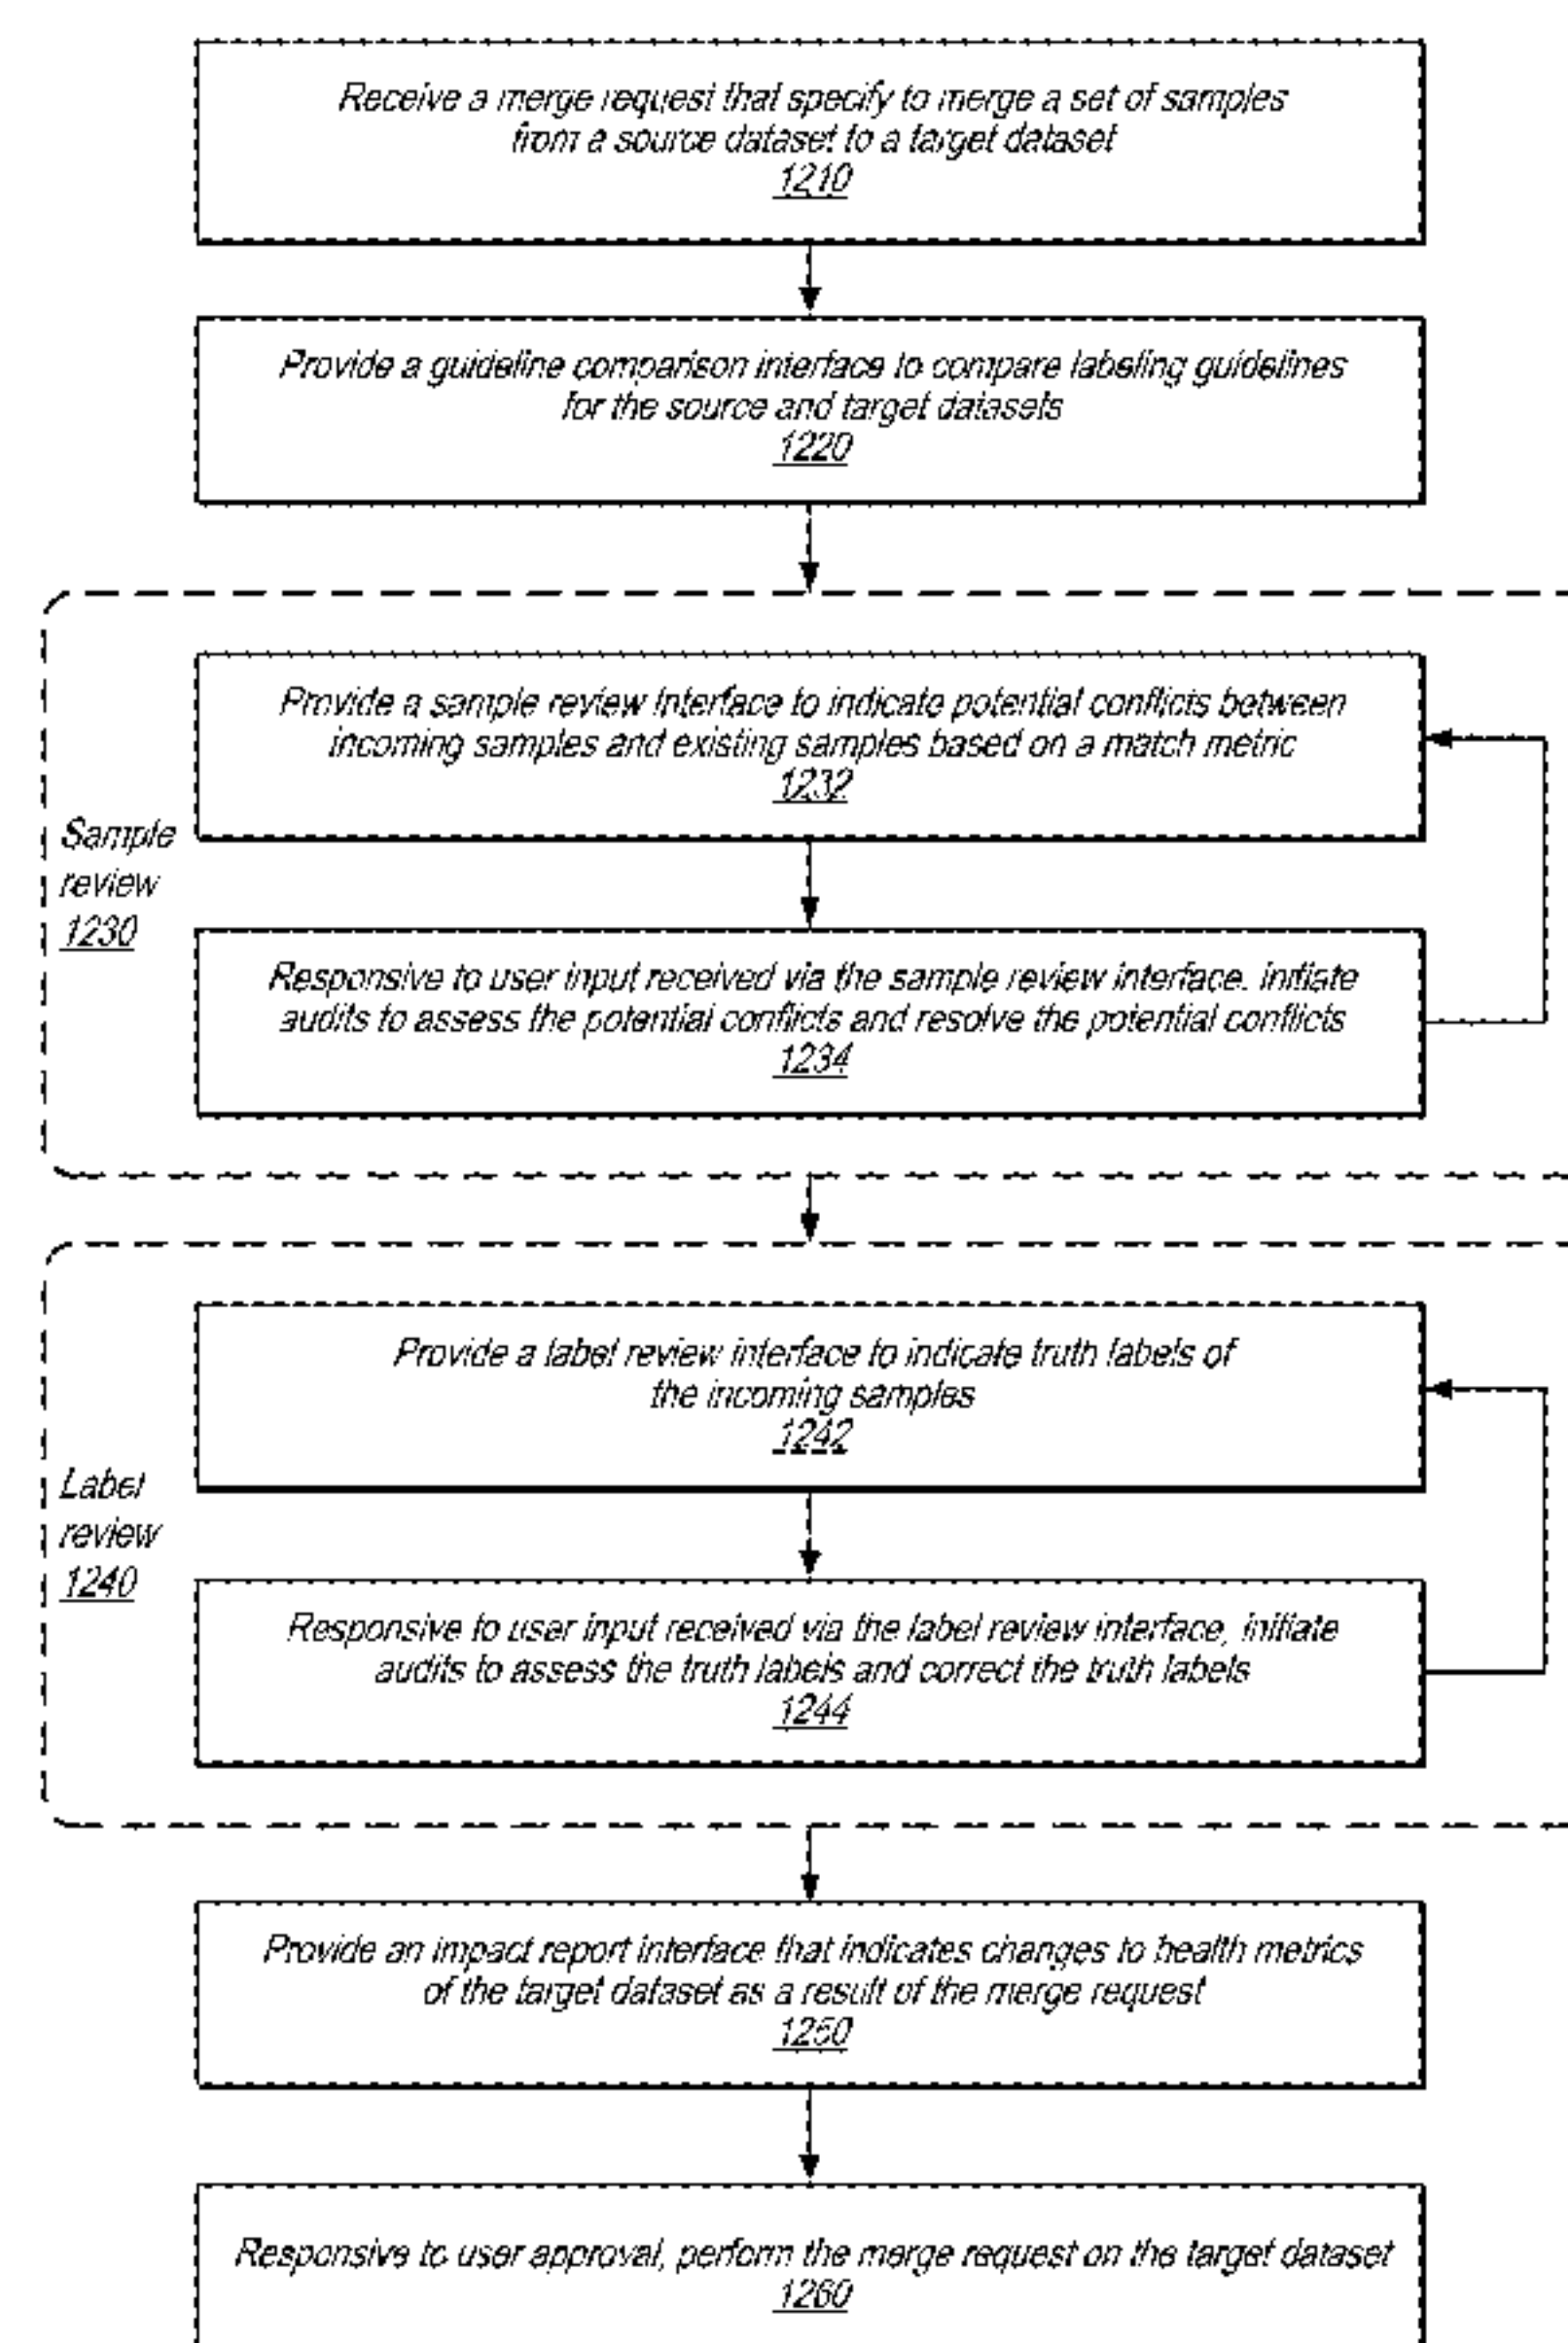 Receive a merge request that specify to merge a set of samples
from a source dataset to a target dataset
1210
Provide a guideline comparison interface to compare labeling guidelines
for the source and target datasets
1220
Provide a sample review interface to indicate potential conflicts between
incoming samples and existing samples based on a match metric
1232
Sample
review
1230
Responsive to user input received via the sample review interface, initiate
audits to assess the potential conflicts and resolve the potential conflicts
1234
Provide a label review interface to indicate truth labels of
the incoming samples
1242
Label
review
1240
Responsive to user input received via the label review interface, initiate
audits to assess the truth labels and correct the truth labels
1244
Provide an impact report interface that indicates changes to health metrics
of the target dataset as a result of the merge request
1250
Responsive to user approval, perform the merge request on the target dataset
1260